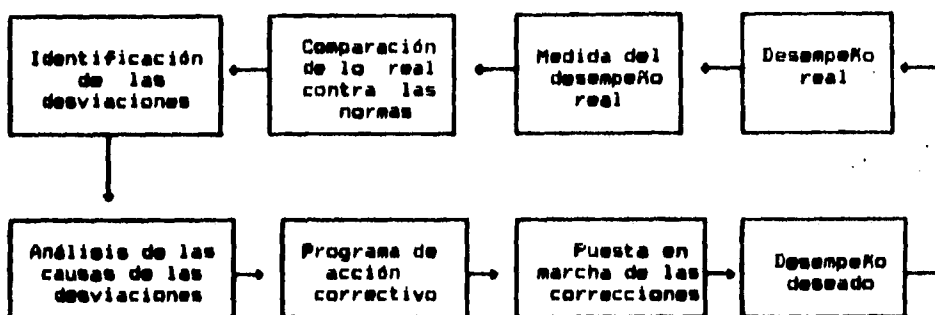 Identificación
de las
desviaciones
Comparación
de lo real
contra las
normas
Medida del
desempeño
real
Desempeño
real
Análisis de las
causas de las
desviaciones
Programa de
acción
correctivo
Puesta en
marcha de las
correcciones
Desempeño
deseado